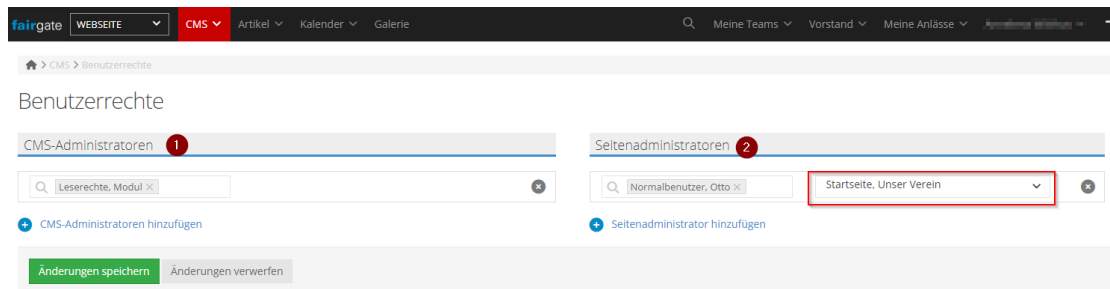 fairgate WEBSEITE CMS Artikel Kalender Galerie Meine Teams Vorstand Meine Anlässe
> CMS > Benutzerrechte
Benutzerrechte
CMS-Administratoren 1
Seitenadministratoren 2
Leserechte, Modul ×
Normalbenutzer, Otto × Startseite, Unser Verein
CMS-Administratoren hinzufügen
Seitenadministrator hinzufügen
Änderungen speichern Änderungen verwerfen